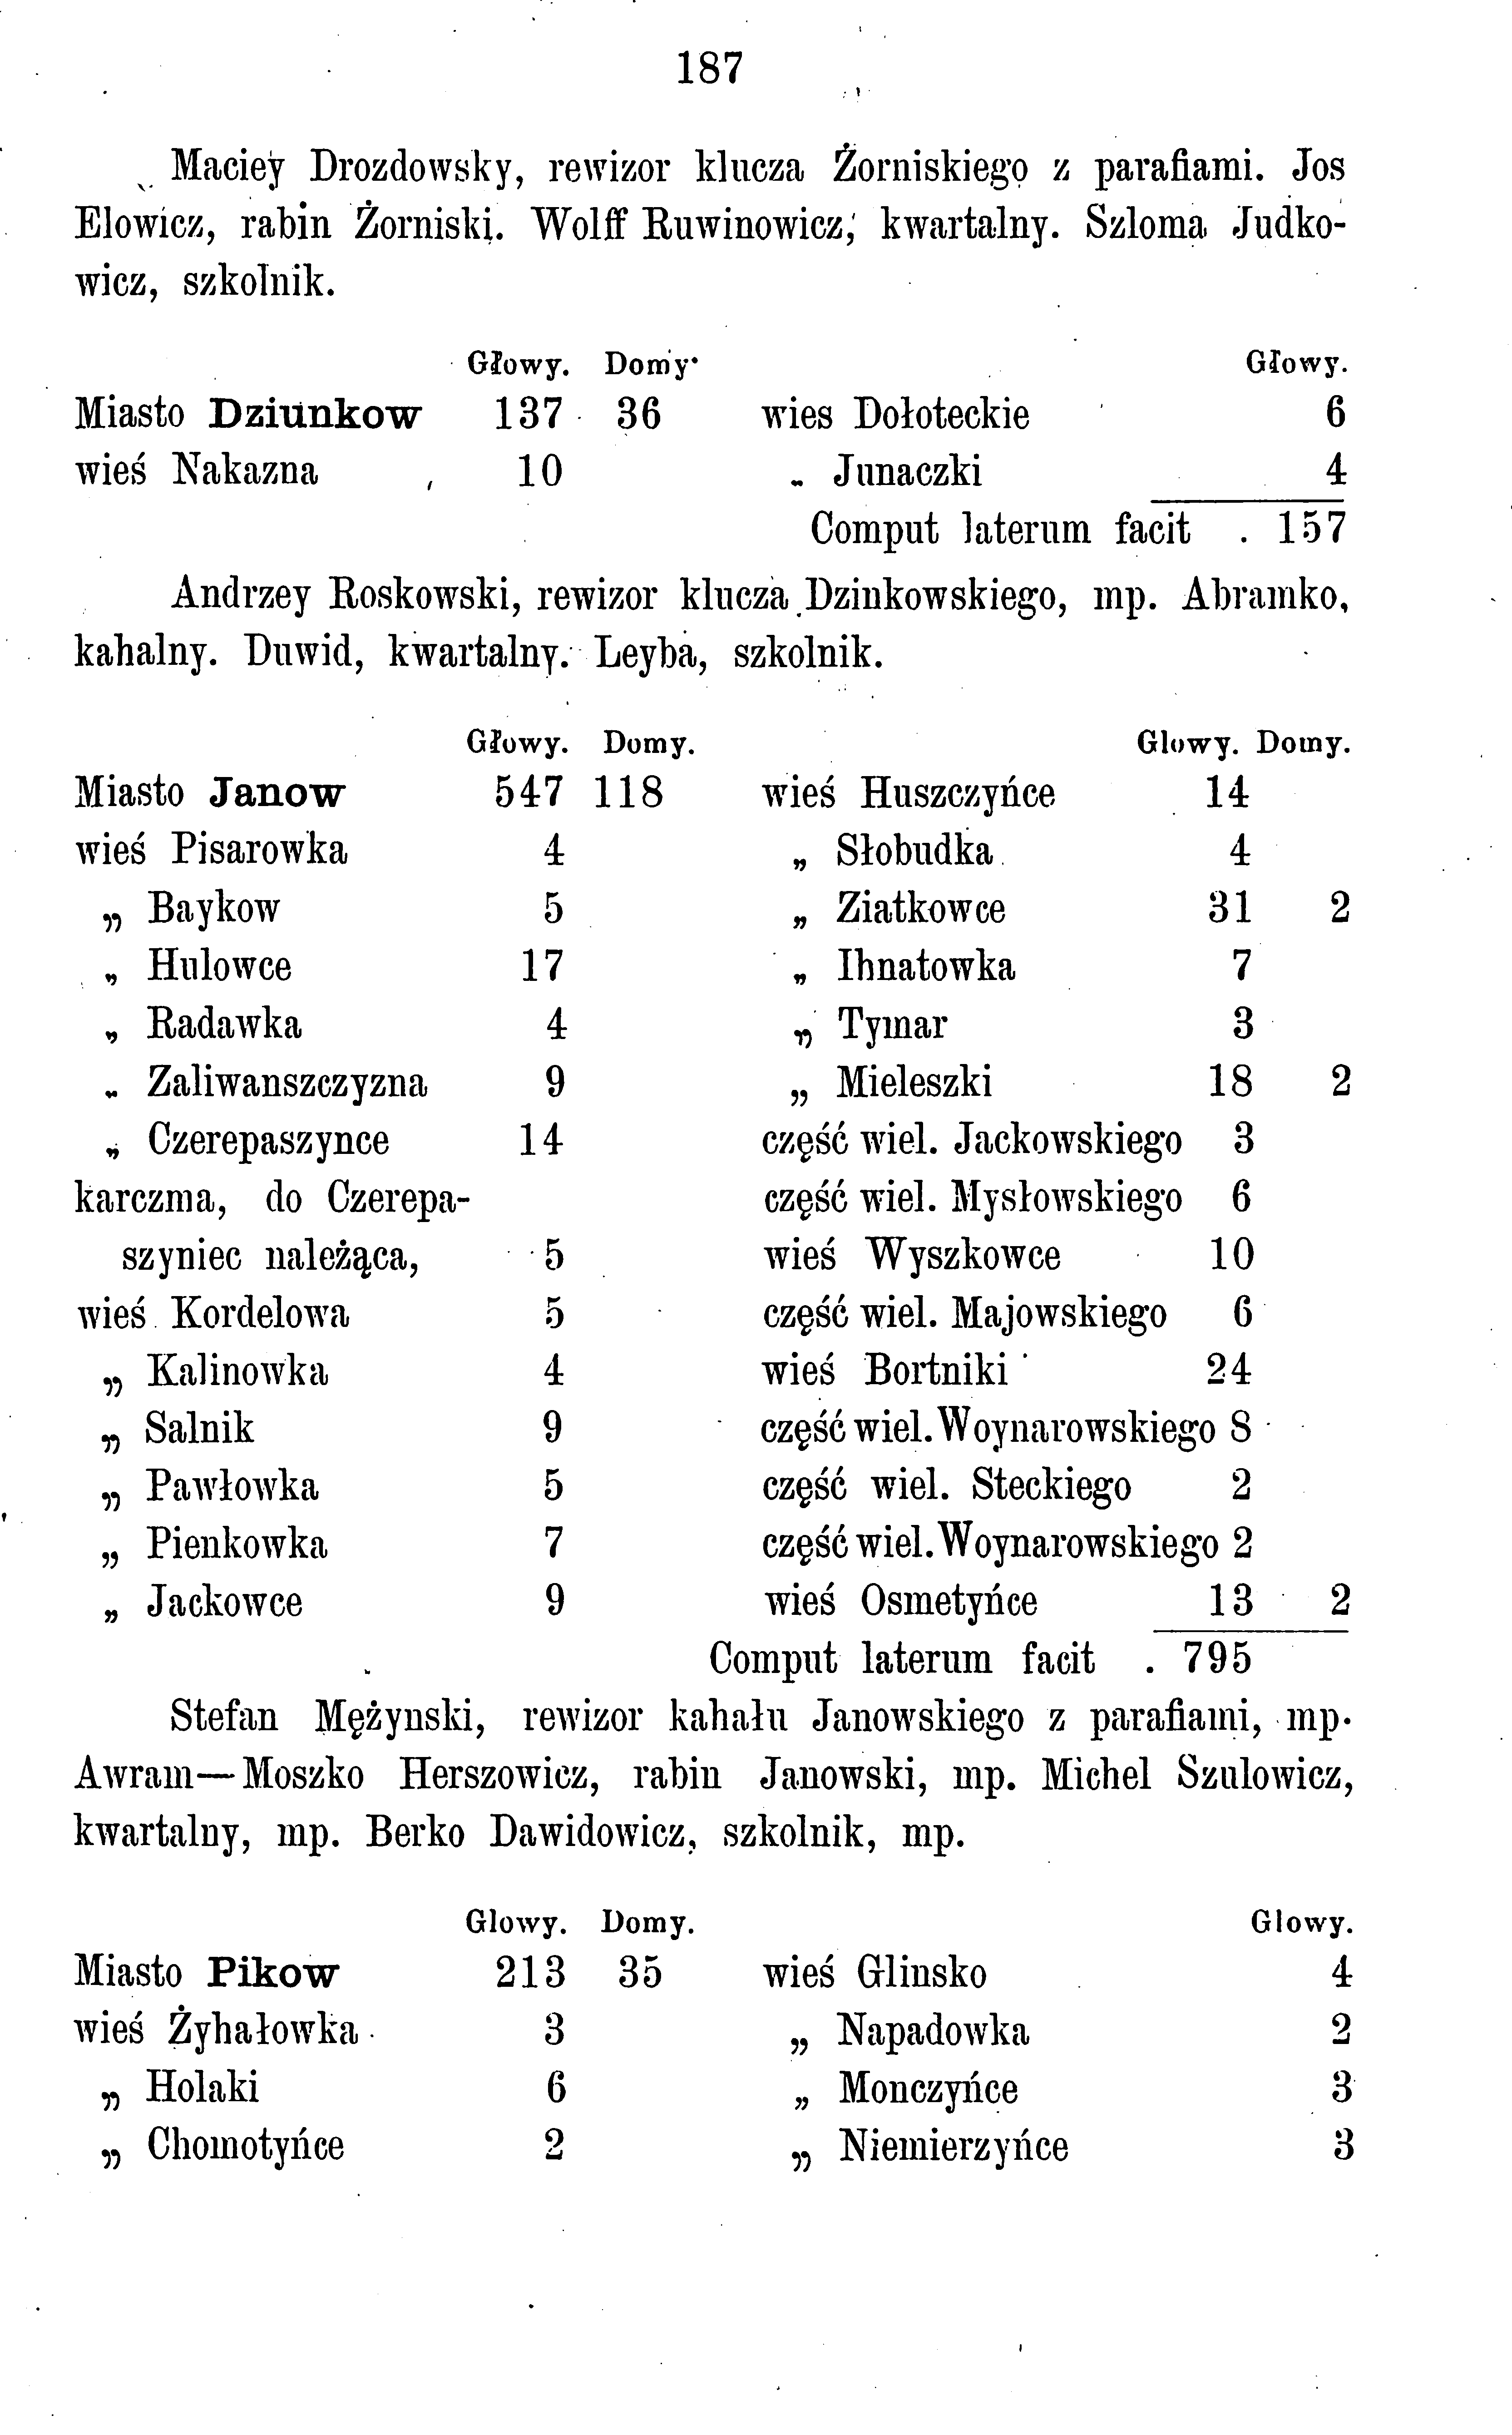 187
Maciey Drozdowsky, rewizor klucza Żorniskiego z parafiami. Jos
Elowicz, rabin Żorniski. Wolff Ruwinowicz, kwartalny. Szloma Judko-
wicz, szkolnik.
Głowy. Domy. Głowy.
Miasto Dziunkow 137 36 wies Dołoteckie 6
wieś Nakazna 10 „ Junaczki 4
Comput laterum facit . 157
Andrzey Roskowski, rewizor klucza Dziukowskiego, mp. Abramko,
kahalny. Duwid, kwartalny. Leyba, szkolnik.
Głowy. Domy. Glowy. Domy.
Miasto Janow 547 118 wieś Huszczyńce 14
wieś Pisarowka 4 „ Słobudka 4
„ Baykow 5 „ Ziatkowce 31 2
„ Hulowce 17 „ Ihnatowka 7
„ Radawka 4 „ Tymar 3
„ Zaliwanszczyzna 9 „ Mieleszki 18 2
„ Czerepaszynce 14 część wiel. Jackowskiego 3
karczma, do Czerepa- część wiel. Mysłowskiego 6
szyniec należąca, 5 wieś Wyszkowce 10
wieś Kordelowa 5 część wiel. Majowskiego 6
„ Kalinowka 4 wieś Bortniki 24
„ Salnik 9 część wiel. Woynarowskiego 8
„ Pawłowka 5 część wiel. Steckiego 2
„ Pienkowka 7 część wiel. Woynarowskiego 2
„ Jackowce 9 wieś Osmetyńce 13 2
Comput laterum facit . 795
Stefan Mężynski, rewizor kahału Janowskiego z parafiami, mp.
Awram—Moszko Herszowicz, rabin Janowski, mp. Michel Szulowicz,
kwartalny, mp. Berko Dawidowicz, szkolnik, mp.
Glowy. Domy. Glowy.
Miasto Pikow 213 35 wieś Glinsko 4
wieś Żyhałowka 3 „ Napadowka 2
„ Holaki 6 „ Monczyńce 3
„ Chomotyńce 2 „ Niemierzyńce 3